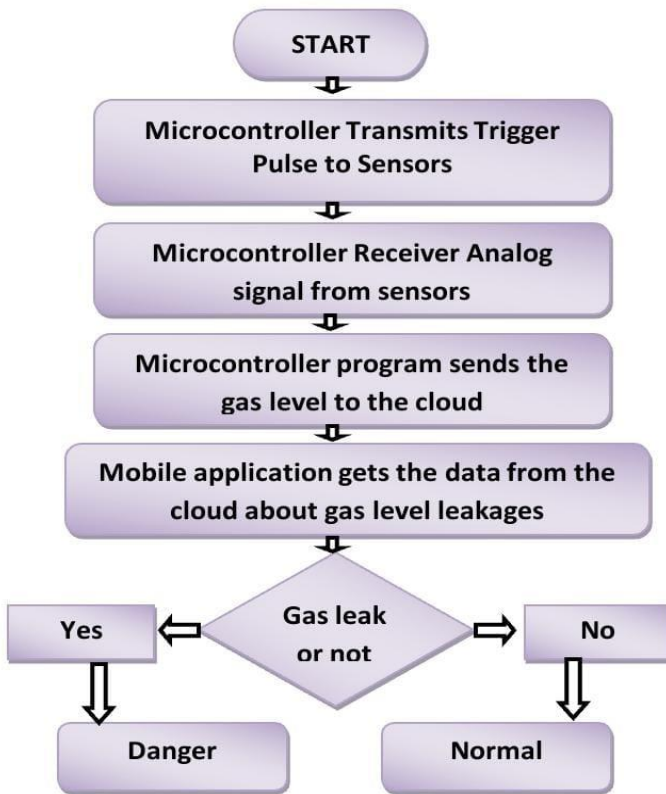 START
Microcontroller Transmits Trigger
Pulse to Sensors
Microcontroller Receiver Analog
signal from sensors
Microcontroller program sends the
gas level to the cloud
Mobile application gets the data from the
cloud about gas level leakages
Gas leak
or not
Yes
No
Danger
Normal